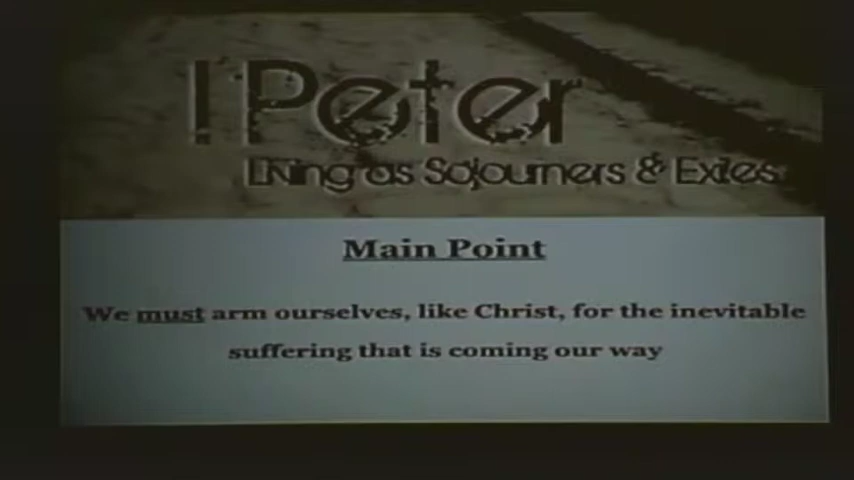 I Peter
Living as Sojourners & Exiles
Main Point
We must arm ourselves, like Christ, for the inevitable
suffering that is coming our way